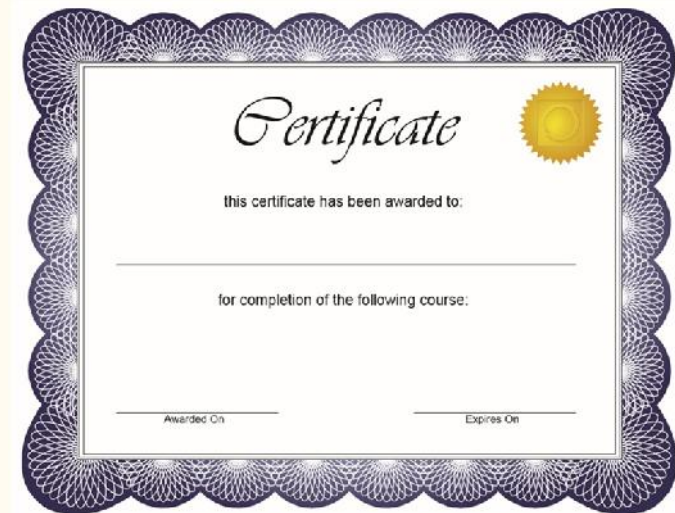 Certificate
this certificate has been awarded to:
for completion of the following course:
Awarded On
Expires On